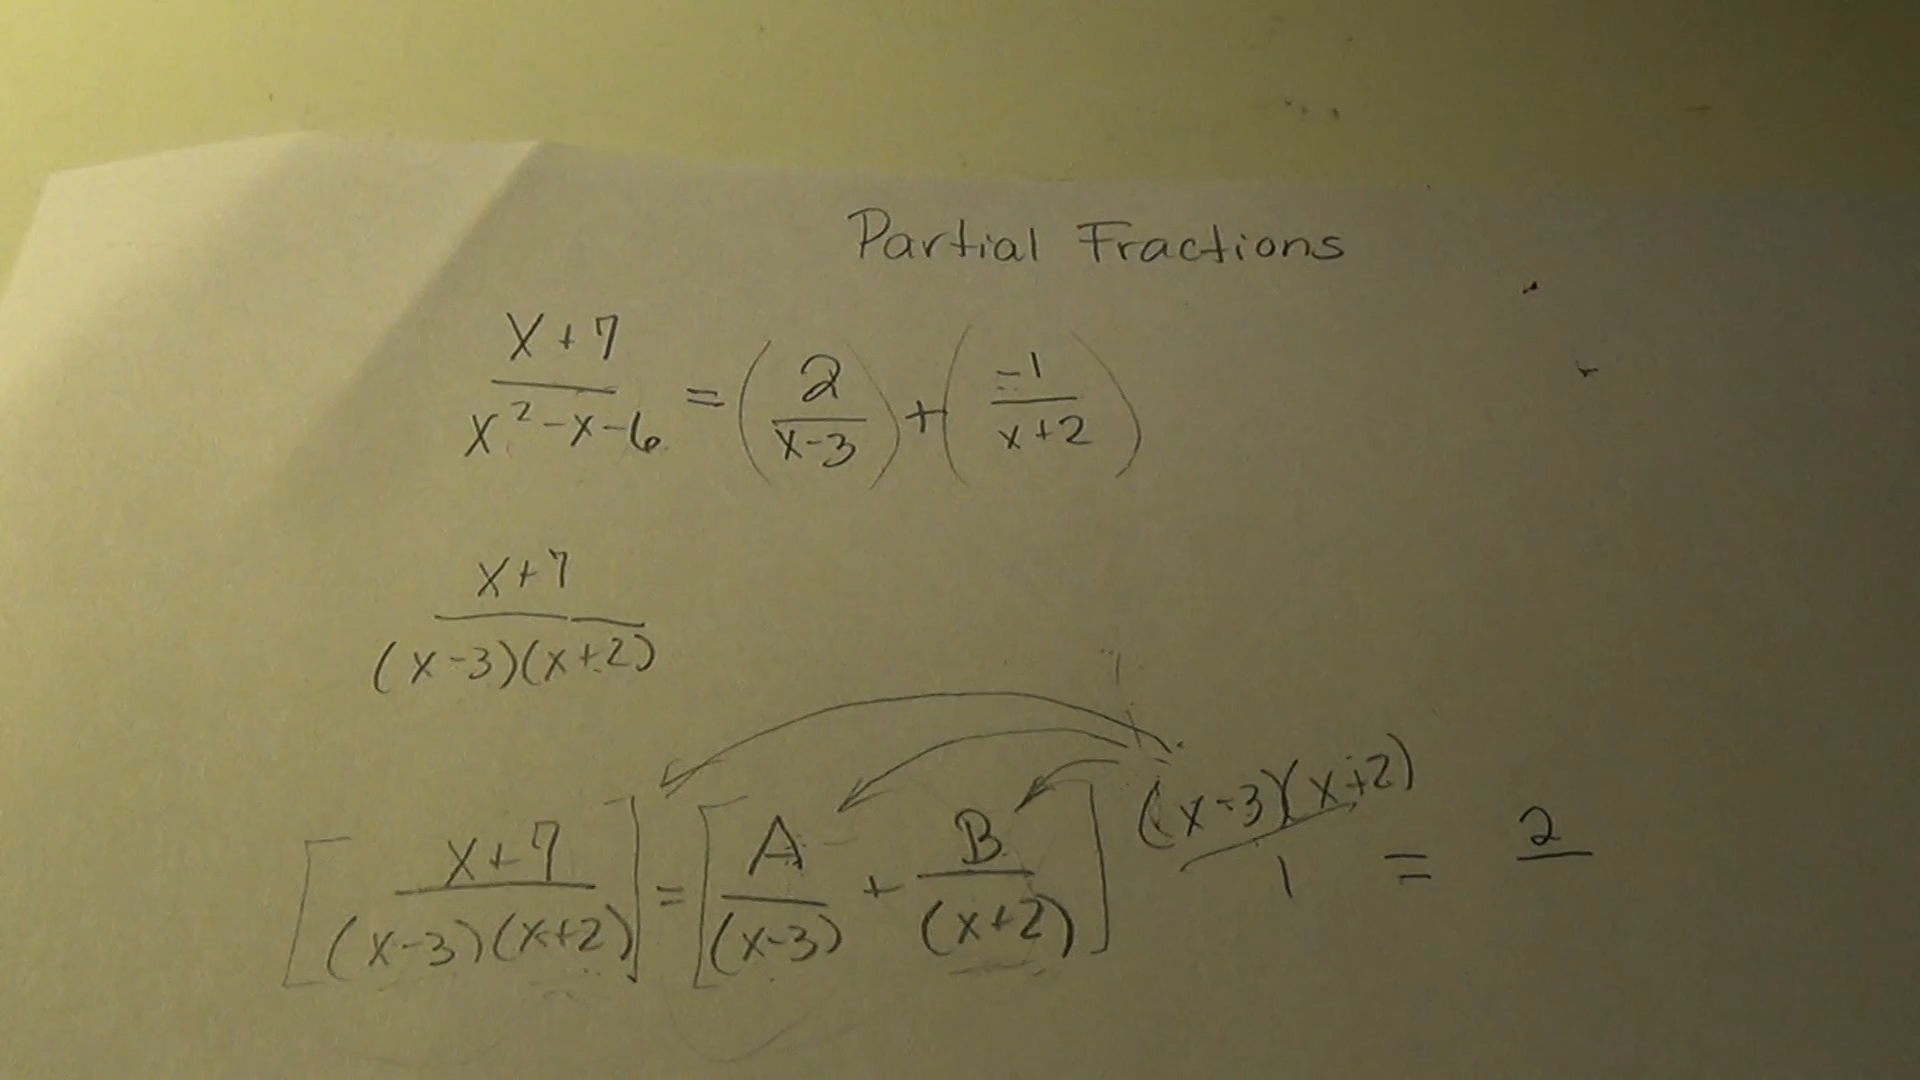 Partial Fractions
x+7 / x²-x-6 = (2 / x-3) + (-1 / x+2)
x+7 / (x-3)(x+2)
[x+7 / (x-3)(x+2)] = [A / (x-3) + B / (x+2)] (x-3)(x+2) / 1 = 2 /